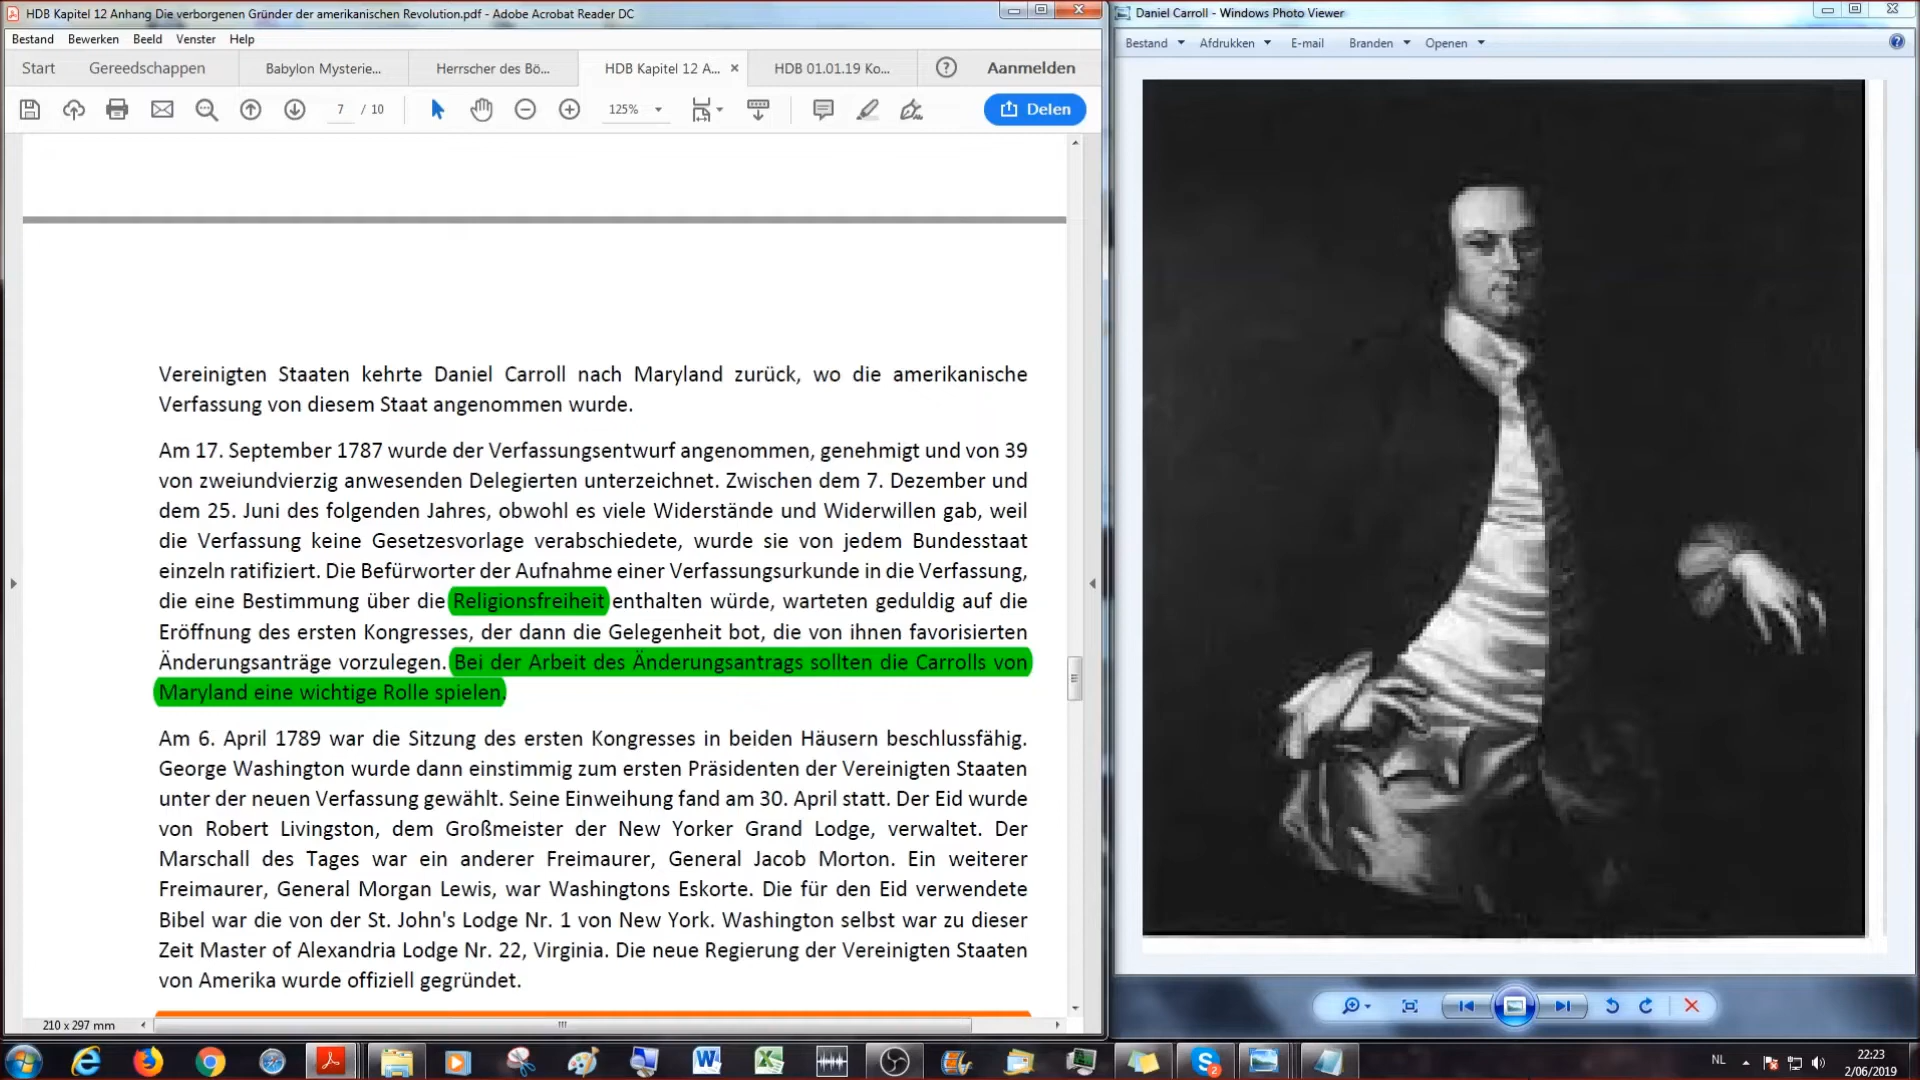 HDB Kapitel 12 Anhang Die verborgenen Gründer der amerikanischen Revolution.pdf - Adobe Acrobat Reader DC
Bestand Bewerken Beeld Venster Help
Start Gereedschappen Babylon Mysterie... Herrscher des Bö... HDB Kapitel 12 A... × HDB 01.01.19 Ko... ? Aanmelden
7 / 10 125% Delen
Vereinigten Staaten kehrte Daniel Carroll nach Maryland zurück, wo die amerikanische
Verfassung von diesem Staat angenommen wurde.
Am 17. September 1787 wurde der Verfassungsentwurf angenommen, genehmigt und von 39
von zweiundvierzig anwesenden Delegierten unterzeichnet. Zwischen dem 7. Dezember und
dem 25. Juni des folgenden Jahres, obwohl es viele Widerstände und Widerwillen gab, weil
die Verfassung keine Gesetzesvorlage verabschiedete, wurde sie von jedem Bundesstaat
einzeln ratifiziert. Die Befürworter der Aufnahme einer Verfassungsurkunde in die Verfassung,
die eine Bestimmung über die Religionsfreiheit enthalten würde, warteten geduldig auf die
Eröffnung des ersten Kongresses, der dann die Gelegenheit bot, die von ihnen favorisierten
Änderungsanträge vorzulegen. Bei der Arbeit des Änderungsantrags sollten die Carrolls von
Maryland eine wichtige Rolle spielen.
Am 6. April 1789 war die Sitzung des ersten Kongresses in beiden Häusern beschlussfähig.
George Washington wurde dann einstimmig zum ersten Präsidenten der Vereinigten Staaten
unter der neuen Verfassung gewählt. Seine Einweihung fand am 30. April statt. Der Eid wurde
von Robert Livingston, dem Großmeister der New Yorker Grand Lodge, verwaltet. Der
Marschall des Tages war ein anderer Freimaurer, General Jacob Morton. Ein weiterer
Freimaurer, General Morgan Lewis, war Washingtons Eskorte. Die für den Eid verwendete
Bibel war die von der St. John's Lodge Nr. 1 von New York. Washington selbst war zu dieser
Zeit Master of Alexandria Lodge Nr. 22, Virginia. Die neue Regierung der Vereinigten Staaten
von Amerika wurde offiziell gegründet.
210 x 297 mm
Daniel Carroll - Windows Photo Viewer
Bestand Afdrukken E-mail Branden Openen
NL
22:23
2/06/2019